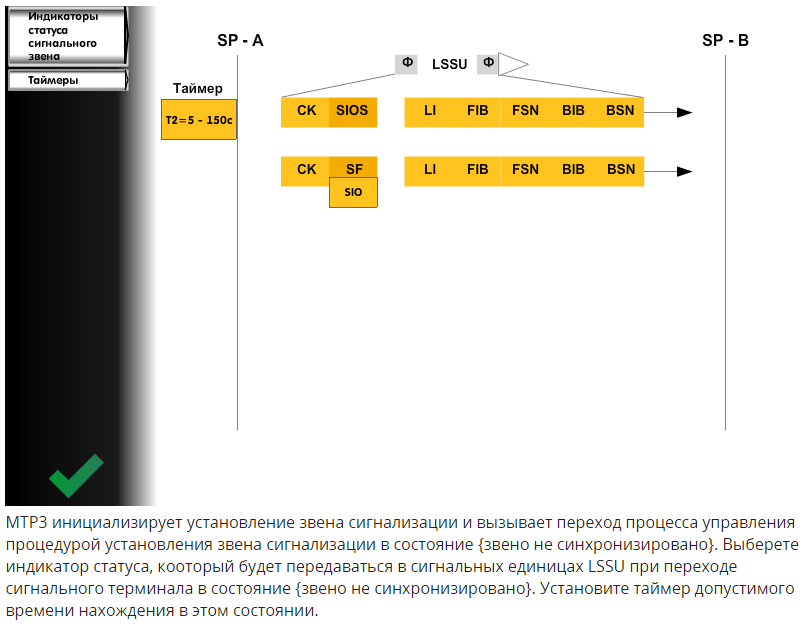 Индикаторы
статуса
сигнального
звена
Таймеры
SP - A
SP - B
Ф LSSU Ф
Таймер
T2=5 - 150c
CK SIOS LI FIB FSN BIB BSN
CK SF LI FIB FSN BIB BSN
SIO
МТР3 инициализирует установление звена сигнализации и вызывает переход процесса управления
процедурой установления звена сигнализации в состояние {звено не синхронизировано}. Выберете
индикатор статуса, кооторый будет передаваться в сигнальных единицах LSSU при переходе
сигнального терминала в состояние {звено не синхронизировано}. Установите таймер допустимого
времени нахождения в этом состоянии.